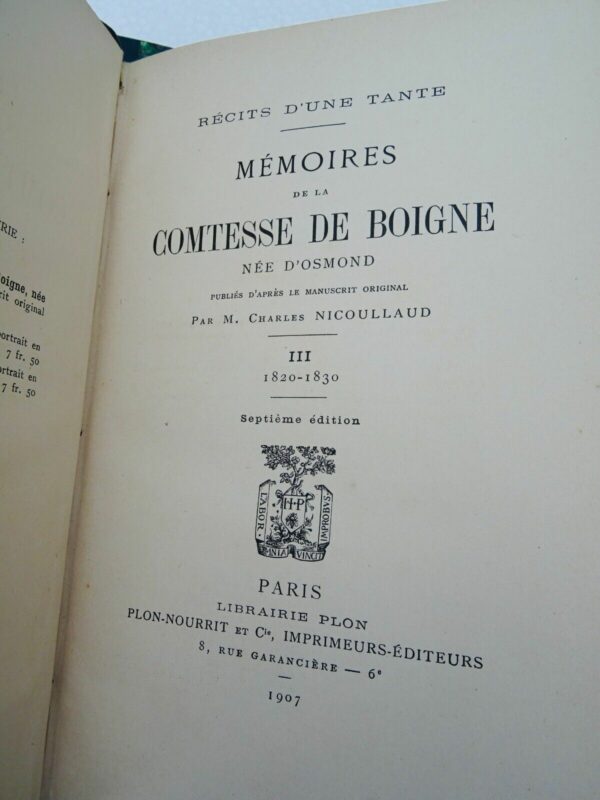 RIE :
Boigne, née
rit original
ortrait en
7 fr. 50
ortrait en
7 fr. 50
RÉCITS D'UNE TANTE
MÉMOIRES
DE LA
COMTESSE DE BOIGNE
NÉE D'OSMOND
PUBLIÉS D'APRÈS LE MANUSCRIT ORIGINAL
PAR M. CHARLES NICOULLAUD
III
1820-1830
Septième édition
H·P
LABOR
OMNIA VINCIT
IMPROBVS
PARIS
LIBRAIRIE PLON
PLON-NOURRIT ET Cie, IMPRIMEURS-ÉDITEURS
8, RUE GARANCIÈRE — 6e
1907